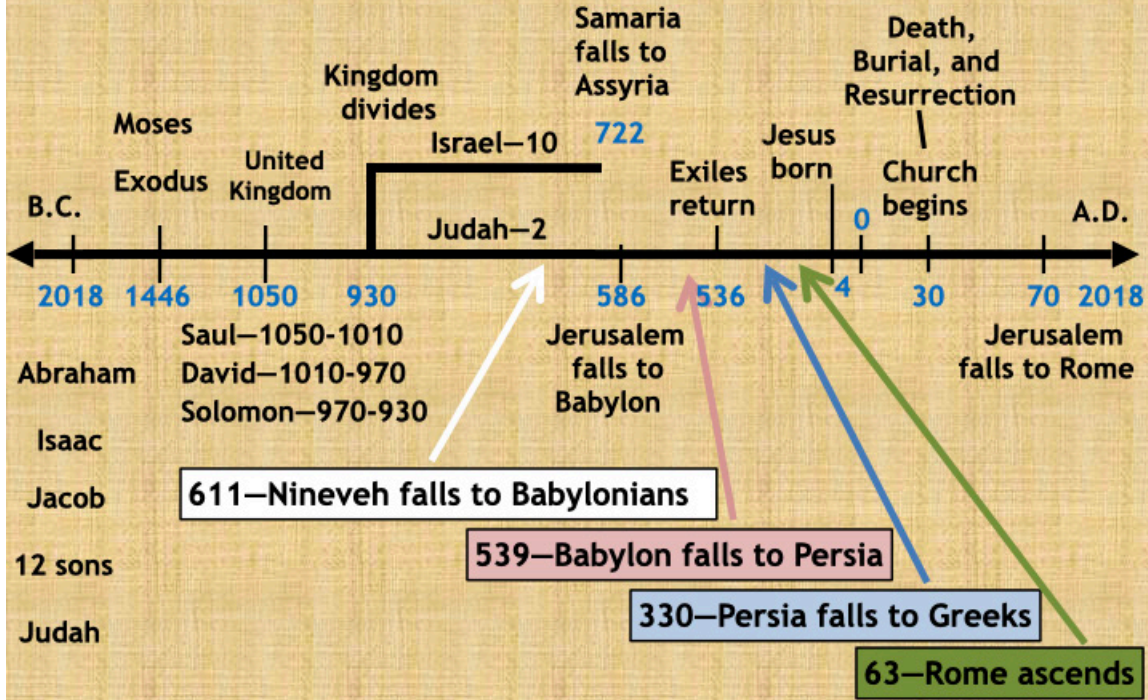 Samaria
falls to
Assyria
722
Death,
Burial, and
Resurrection
Kingdom
divides
Moses
Exodus
United
Kingdom
Israel—10
Jesus
born
Exiles
return
Church
begins
B.C.
Judah—2
0
A.D.
2018 1446 1050 930 586 536 4 30 70 2018
Saul—1050-1010
David—1010-970
Solomon—970-930
Jerusalem
falls to
Babylon
Jerusalem
falls to Rome
Abraham
Isaac
Jacob
12 sons
Judah
611—Nineveh falls to Babylonians
539—Babylon falls to Persia
330—Persia falls to Greeks
63—Rome ascends